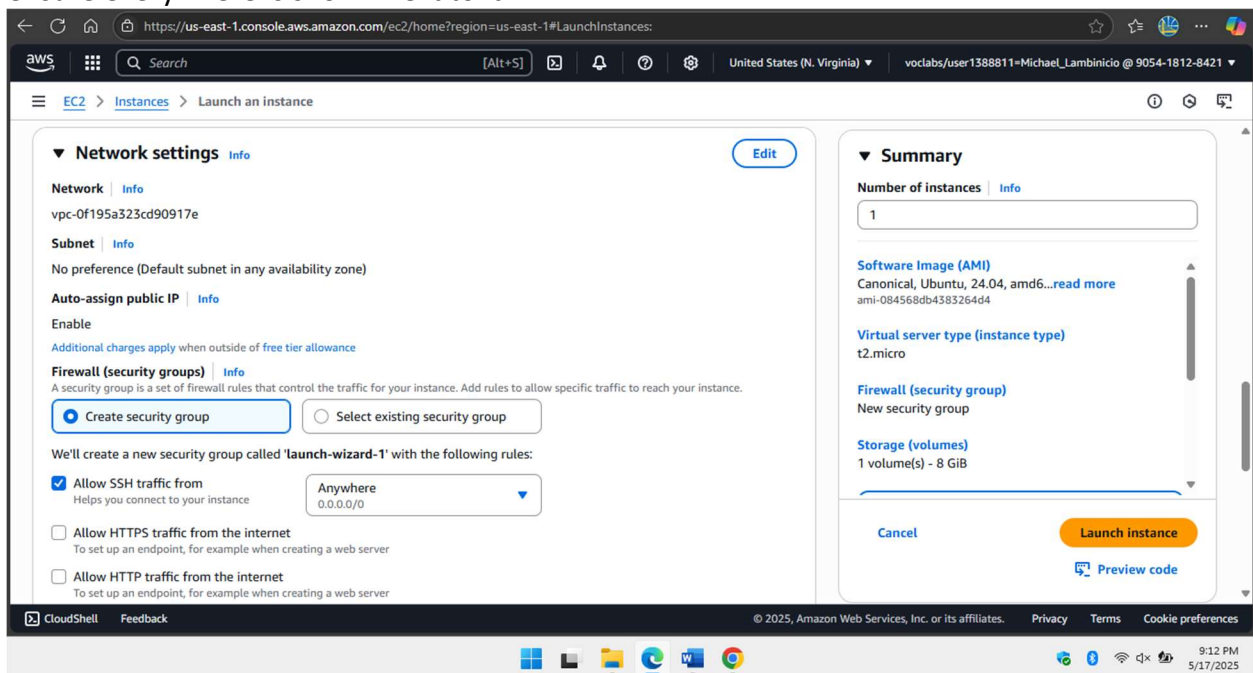 https://us-east-1.console.aws.amazon.com/ec2/home?region=us-east-1#LaunchInstances:
aws Search [Alt+S] United States (N. Virginia) ▼ voclabs/user1388811=Michael_Lambinicio @ 9054-1812-8421 ▼
EC2 > Instances > Launch an instance
▼ Network settings Info
Edit
Network Info
vpc-0f195a323cd90917e
Subnet Info
No preference (Default subnet in any availability zone)
Auto-assign public IP Info
Enable
Additional charges apply when outside of free tier allowance
Firewall (security groups) Info
A security group is a set of firewall rules that control the traffic for your instance. Add rules to allow specific traffic to reach your instance.
Create security group
Select existing security group
We'll create a new security group called 'launch-wizard-1' with the following rules:
Allow SSH traffic from
Helps you connect to your instance
Anywhere
0.0.0.0/0
Allow HTTPS traffic from the internet
To set up an endpoint, for example when creating a web server
Allow HTTP traffic from the internet
To set up an endpoint, for example when creating a web server
▼ Summary
Number of instances Info
1
Software Image (AMI)
Canonical, Ubuntu, 24.04, amd6...read more
ami-084568db4383264d4
Virtual server type (instance type)
t2.micro
Firewall (security group)
New security group
Storage (volumes)
1 volume(s) - 8 GiB
Cancel
Launch instance
Preview code
CloudShell Feedback © 2025, Amazon Web Services, Inc. or its affiliates. Privacy Terms Cookie preferences
9:12 PM
5/17/2025